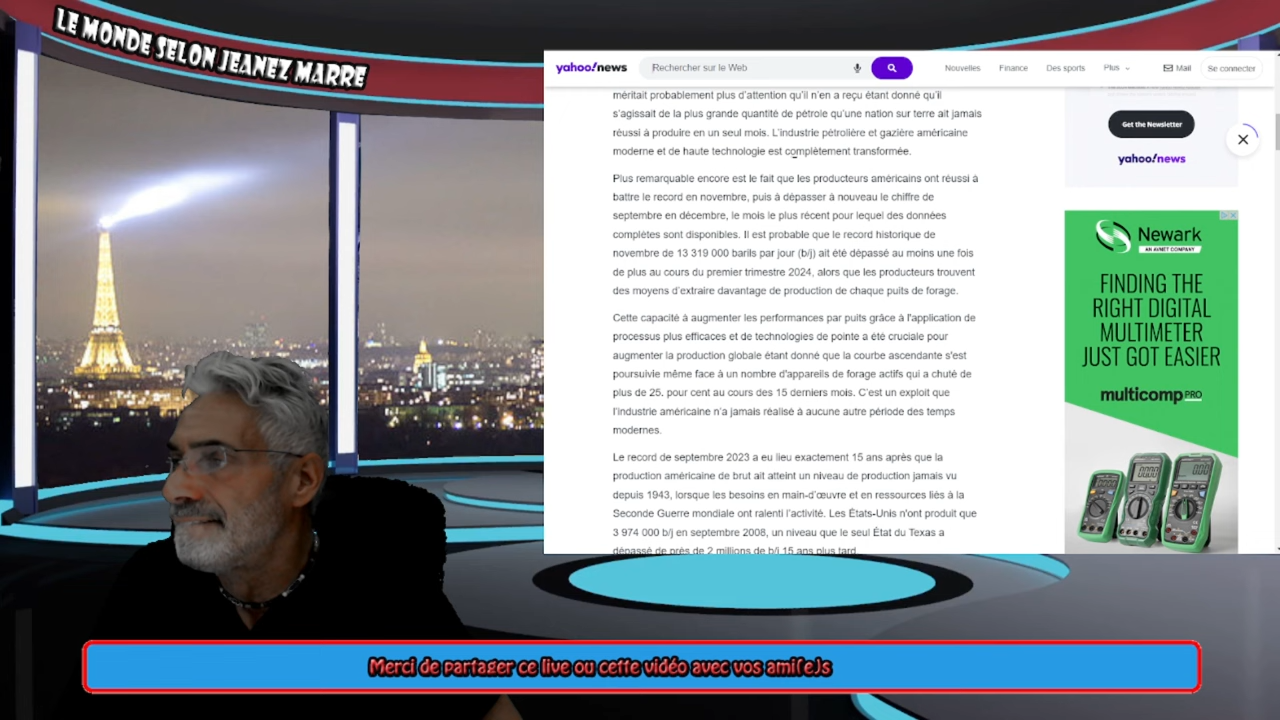 LE MONDE SELON JEANEZ MARRE
yahoo!news
Rechercher sur le Web
Nouvelles
Finance
Des sports
Plus
Mail
Se connecter
méritait probablement plus d'attention qu'il n'en a reçu étant donné qu'il
s'agissait de la plus grande quantité de pétrole qu'une nation sur terre ait jamais
réussi à produire en un seul mois. L'industrie pétrolière et gazière américaine
moderne et de haute technologie est complètement transformée.
Plus remarquable encore est le fait que les producteurs américains ont réussi à
battre le record en novembre, puis à dépasser à nouveau le chiffre de
septembre en décembre, le mois le plus récent pour lequel des données
complètes sont disponibles. Il est probable que le record historique de
novembre de 13 319 000 barils par jour (b/j) ait été dépassé au moins une fois
de plus au cours du premier trimestre 2024, alors que les producteurs trouvent
des moyens d'extraire davantage de production de chaque puits de forage.
Cette capacité à augmenter les performances par puits grâce à l'application de
processus plus efficaces et de technologies de pointe a été cruciale pour
augmenter la production globale étant donné que la courbe ascendante s'est
poursuivie même face à un nombre d'appareils de forage actifs qui a chuté de
plus de 25. pour cent au cours des 15 derniers mois. C'est un exploit que
l'industrie américaine n'a jamais réalisé à aucune autre période des temps
modernes.
Le record de septembre 2023 a eu lieu exactement 15 ans après que la
production américaine de brut ait atteint un niveau de production jamais vu
depuis 1943, lorsque les besoins en main-d'œuvre et en ressources liés à la
Seconde Guerre mondiale ont ralenti l'activité. Les États-Unis n'ont produit que
3 974 000 b/j en septembre 2008, un niveau que le seul État du Texas a
dépassé de près de 2 millions de b/j 15 ans plus tard
Get the Newsletter
yahoo!news
Newark
AN AVNET COMPANY
FINDING THE
RIGHT DIGITAL
MULTIMETER
JUST GOT EASIER
multicomp PRO
Merci de partager ce live ou cette vidéo avec vos ami(e)s